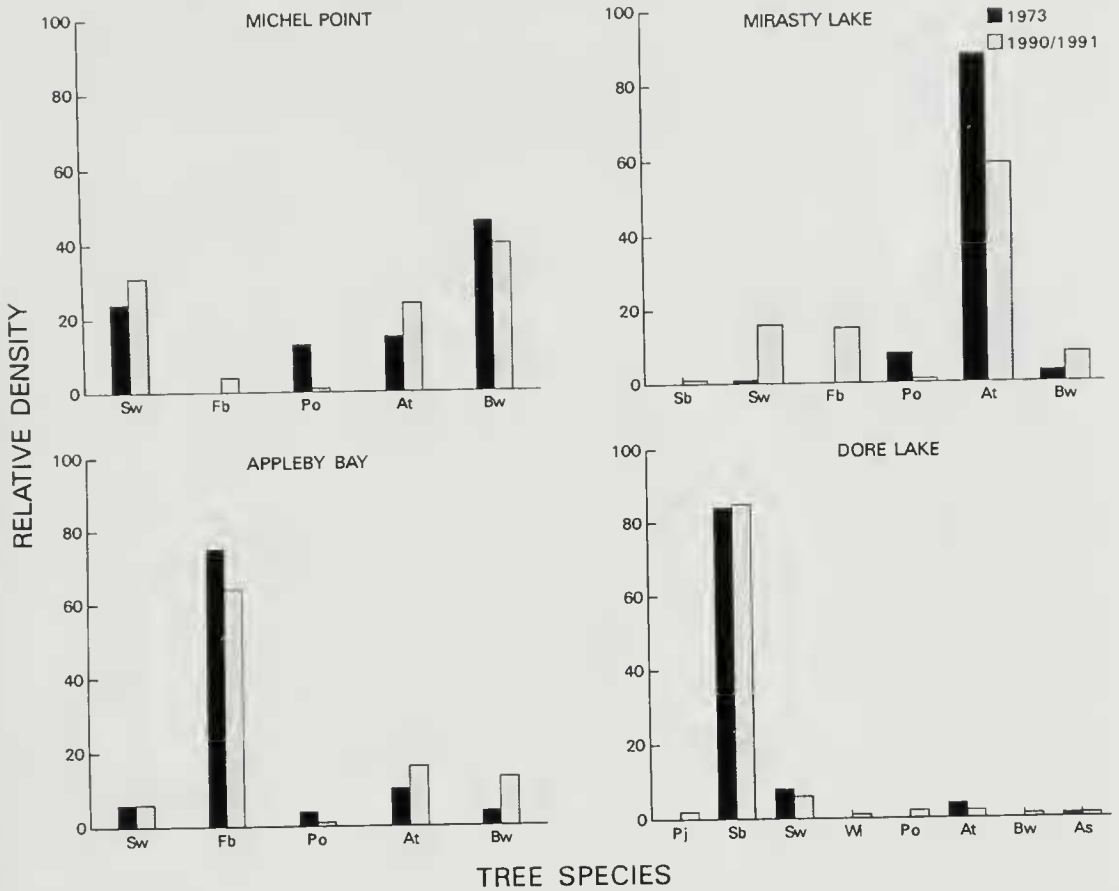 RELATIVE DENSITY
MICHEL POINT
100
80
60
40
20
0
Sw Fb Po At Bw
MIRASTY LAKE
1973
1990/1991
100
80
60
40
20
0
Sb Sw Fb Po At Bw
APPLEBY BAY
100
80
60
40
20
0
Sw Fb Po At Bw
DORE LAKE
100
80
60
40
20
0
Pj Sb Sw Wi Po At Bw As
TREE SPECIES